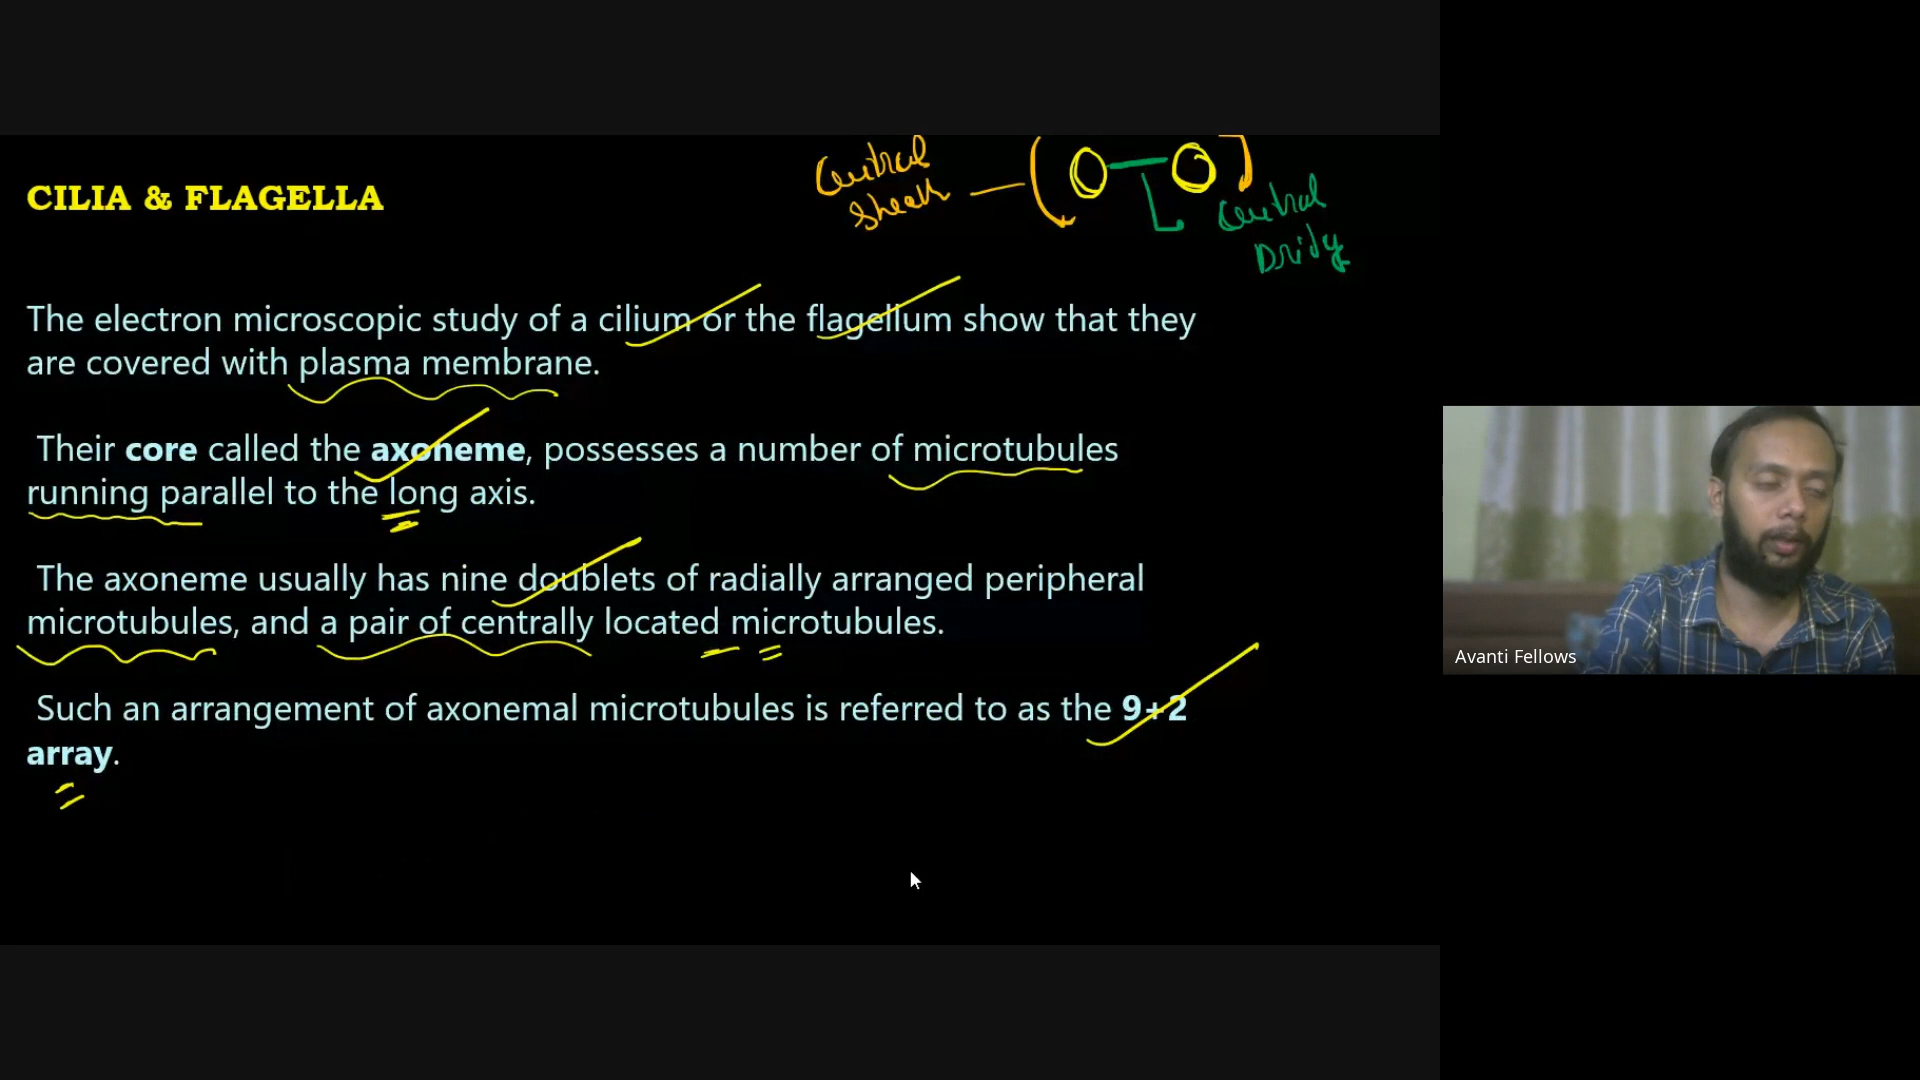 CILIA & FLAGELLA
Central
Sheath
Central
Bridge
The electron microscopic study of a cilium or the flagellum show that they
are covered with plasma membrane.
Their core called the axoneme, possesses a number of microtubules
running parallel to the long axis.
The axoneme usually has nine doublets of radially arranged peripheral
microtubules, and a pair of centrally located microtubules.
Such an arrangement of axonemal microtubules is referred to as the 9+2
array.
Avanti Fellows